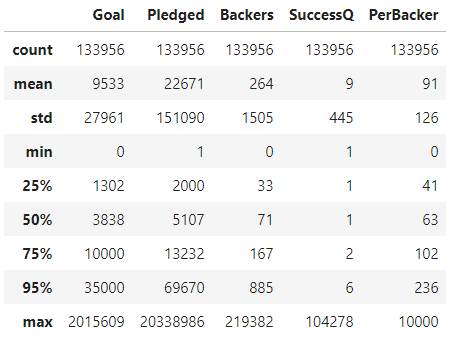 Goal Pledged Backers SuccessQ PerBacker
count 133956 133956 133956 133956 133956
mean 9533 22671 264 9 91
std 27961 151090 1505 445 126
min 0 1 0 1 0
25% 1302 2000 33 1 41
50% 3838 5107 71 1 63
75% 10000 13232 167 2 102
95% 35000 69670 885 6 236
max 2015609 20338986 219382 104278 10000